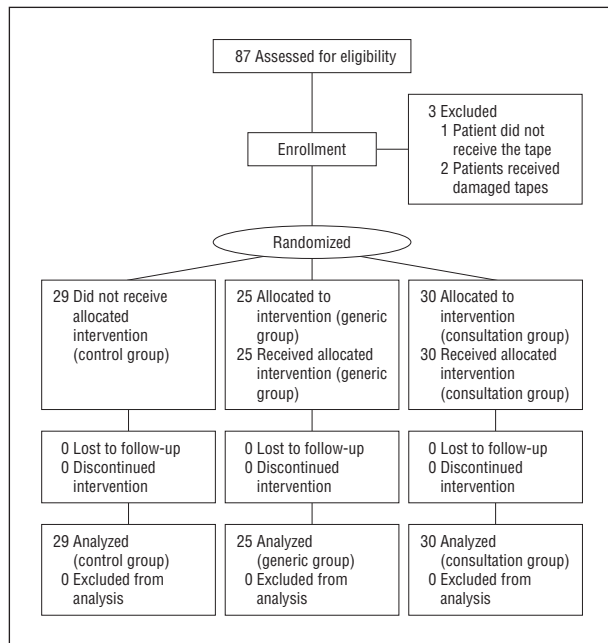 87 Assessed for eligibility
3 Excluded
1 Patient did not
receive the tape
2 Patients received
damaged tapes
Enrollment
Randomized
29 Did not receive
allocated
intervention
(control group)
25 Allocated to
intervention (generic
group)
25 Received allocated
intervention (generic
group)
30 Allocated to
intervention
(consultation group)
30 Received allocated
intervention
(consultation group)
0 Lost to follow-up
0 Discontinued
intervention
0 Lost to follow-up
0 Discontinued
intervention
0 Lost to follow-up
0 Discontinued
intervention
29 Analyzed
(control group)
0 Excluded from
analysis
25 Analyzed
(generic group)
0 Excluded from
analysis
30 Analyzed
(consultation group)
0 Excluded from
analysis